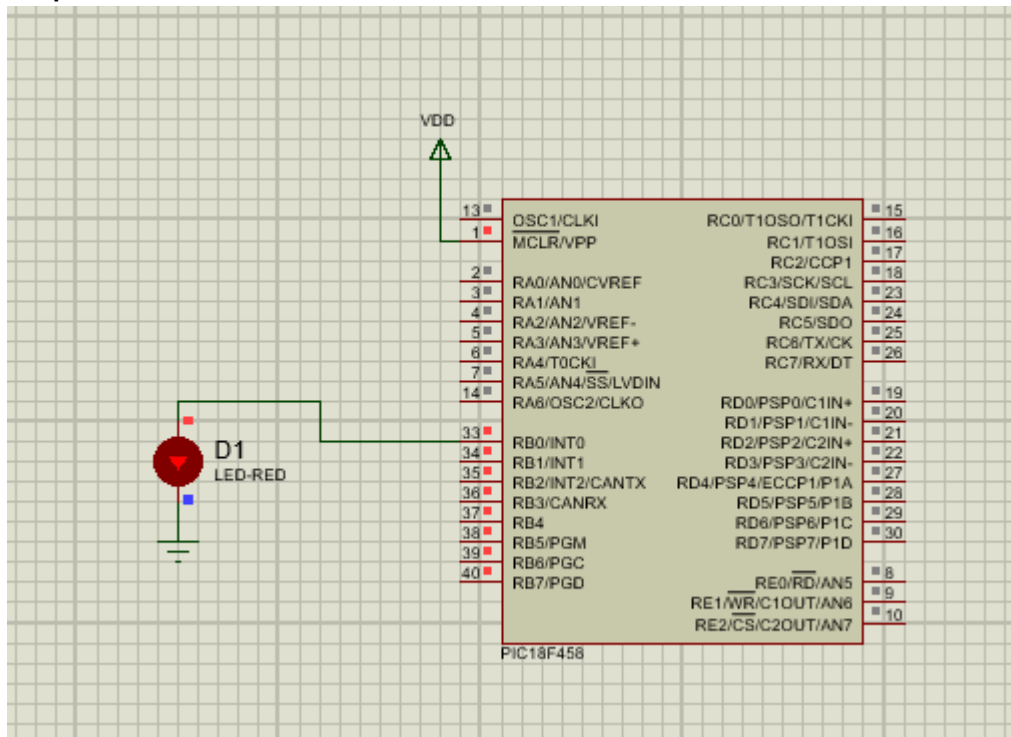 VDD
13
OSC1/CLKI
1
MCLR/VPP
2
RA0/AN0/CVREF
3
RA1/AN1
4
RA2/AN2/VREF-
5
RA3/AN3/VREF+
6
RA4/T0CKI
7
RA5/AN4/SS/LVDIN
14
RA6/OSC2/CLKO
33
RB0/INT0
34
RB1/INT1
35
RB2/INT2/CANTX
36
RB3/CANRX
37
RB4
38
RB5/PGM
39
RB6/PGC
40
RB7/PGD
RC0/T1OSO/T1CKI
15
RC1/T1OSI
16
RC2/CCP1
17
RC3/SCK/SCL
18
RC4/SDI/SDA
23
RC5/SDO
24
RC6/TX/CK
25
RC7/RX/DT
26
RD0/PSP0/C1IN+
19
RD1/PSP1/C1IN-
20
RD2/PSP2/C2IN+
21
RD3/PSP3/C2IN-
22
RD4/PSP4/ECCP1/P1A
27
RD5/PSP5/P1B
28
RD6/PSP6/P1C
29
RD7/PSP7/P1D
30
RE0/RD/AN5
8
RE1/WR/C1OUT/AN6
9
RE2/CS/C2OUT/AN7
10
PIC18F458
D1
LED-RED